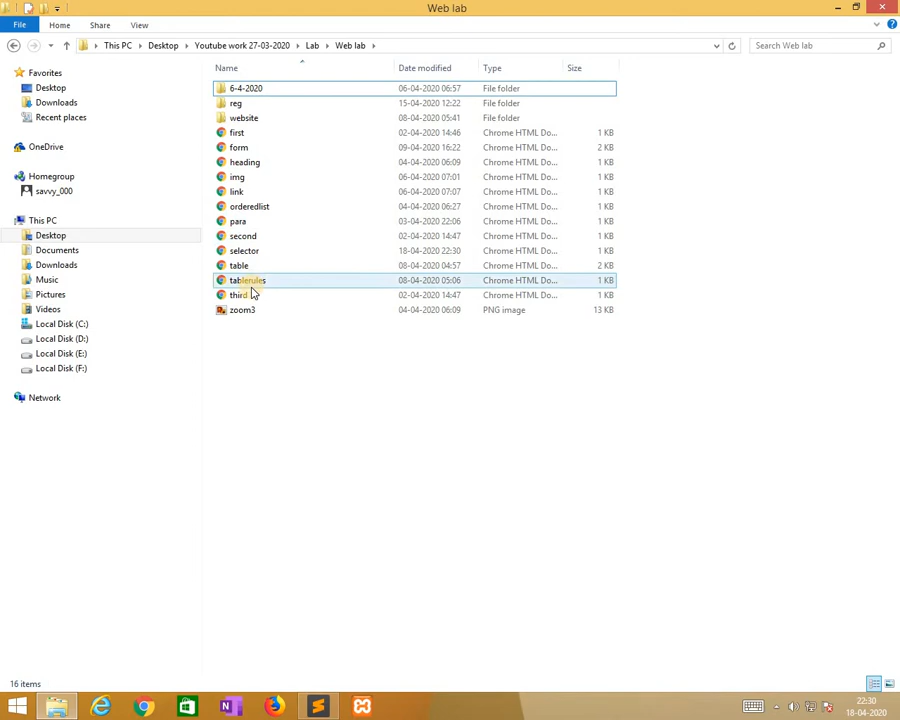 Web lab
File Home Share View
This PC Desktop Youtube work 27-03-2020 Lab Web lab
Search Web lab
Name Date modified Type Size
Favorites
Desktop
Downloads
Recent places
OneDrive
Homegroup
savvy_000
This PC
Desktop
Documents
Downloads
Music
Pictures
Videos
Local Disk (C:)
Local Disk (D:)
Local Disk (E:)
Local Disk (F:)
Network
6-4-2020 06-04-2020 06:57 File folder
reg 15-04-2020 12:22 File folder
website 08-04-2020 05:41 File folder
first 02-04-2020 14:46 Chrome HTML Do... 1 KB
form 09-04-2020 16:22 Chrome HTML Do... 2 KB
heading 04-04-2020 06:09 Chrome HTML Do... 1 KB
img 06-04-2020 07:01 Chrome HTML Do... 1 KB
link 06-04-2020 07:07 Chrome HTML Do... 1 KB
orderedlist 04-04-2020 06:27 Chrome HTML Do... 1 KB
para 03-04-2020 22:06 Chrome HTML Do... 1 KB
second 02-04-2020 14:47 Chrome HTML Do... 1 KB
selector 18-04-2020 22:30 Chrome HTML Do... 1 KB
table 08-04-2020 04:57 Chrome HTML Do... 2 KB
tablerules 08-04-2020 05:06 Chrome HTML Do... 1 KB
third 02-04-2020 14:47 Chrome HTML Do... 1 KB
zoom3 04-04-2020 06:09 PNG image 13 KB
16 items
22:30
18-04-2020